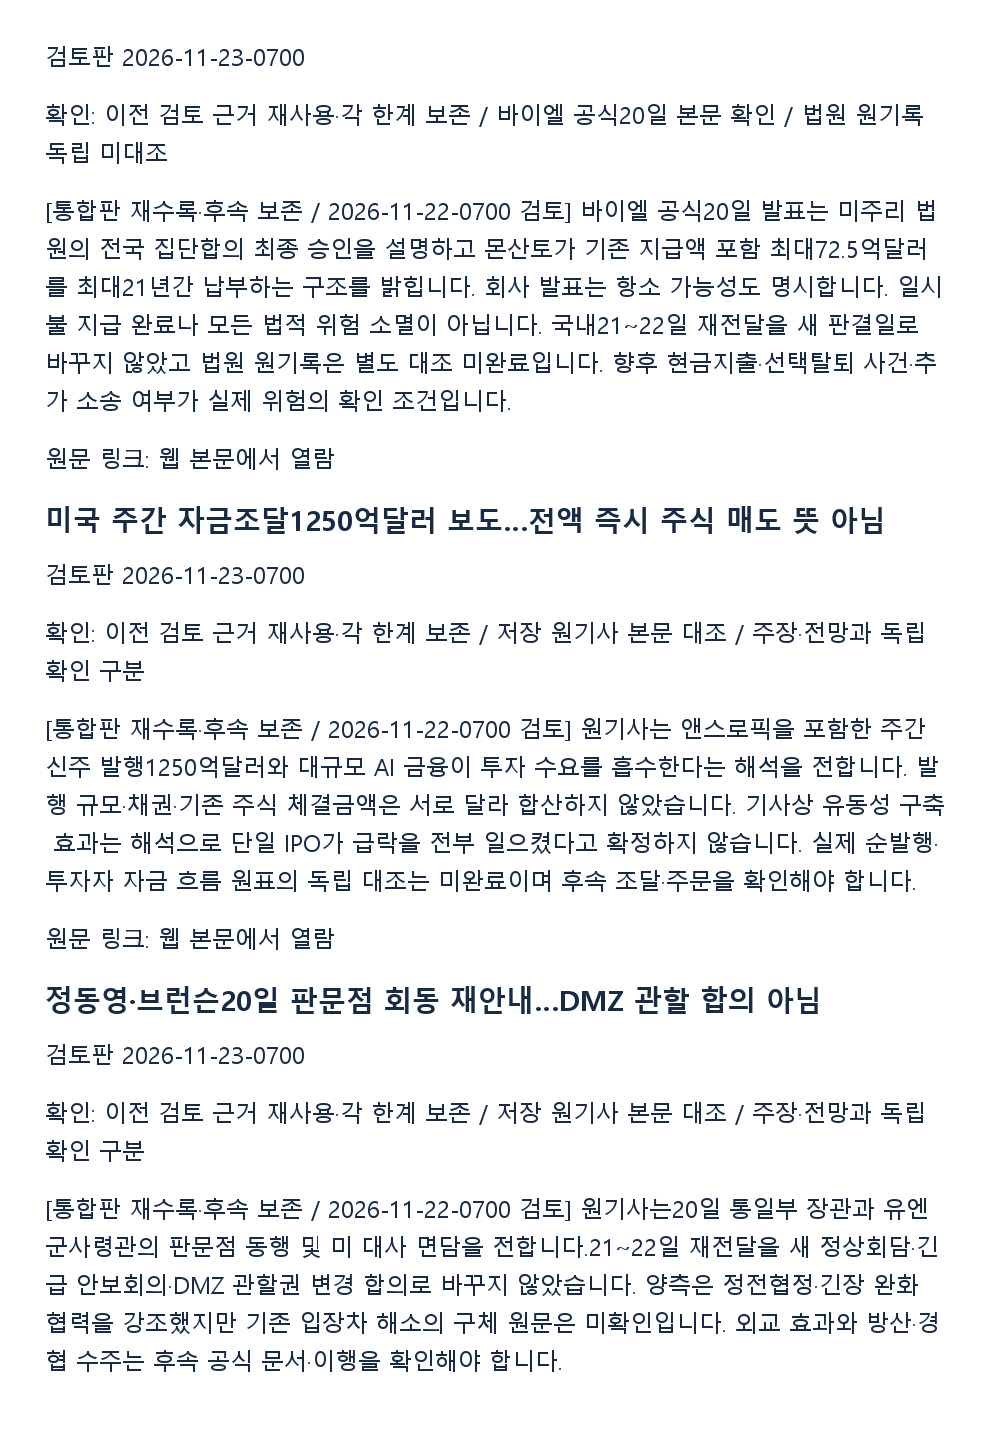 검토판 2026-11-23-0700
확인: 이전 검토 근거 재사용·각 한계 보존 / 바이엘 공식20일 본문 확인 / 법원 원기록
독립 미대조
[통합판 재수록·후속 보존 / 2026-11-22-0700 검토] 바이엘 공식20일 발표는 미주리 법
원의 전국 집단합의 최종 승인을 설명하고 몬산토가 기존 지급액 포함 최대72.5억달러
를 최대21년간 납부하는 구조를 밝힙니다. 회사 발표는 항소 가능성도 명시합니다. 일시
불 지급 완료나 모든 법적 위험 소멸이 아닙니다. 국내21~22일 재전달을 새 판결일로
바꾸지 않았고 법원 원기록은 별도 대조 미완료입니다. 향후 현금지출·선택탈퇴 사건·추
가 소송 여부가 실제 위험의 확인 조건입니다.
원문 링크: 웹 본문에서 열람
미국 주간 자금조달1250억달러 보도…전액 즉시 주식 매도 뜻 아님
검토판 2026-11-23-0700
확인: 이전 검토 근거 재사용·각 한계 보존 / 저장 원기사 본문 대조 / 주장·전망과 독립
확인 구분
[통합판 재수록·후속 보존 / 2026-11-22-0700 검토] 원기사는 앤스로픽을 포함한 주간
신주 발행1250억달러와 대규모 AI 금융이 투자 수요를 흡수한다는 해석을 전합니다. 발
행 규모·채권·기존 주식 체결금액은 서로 달라 합산하지 않았습니다. 기사상 유동성 구축
효과는 해석으로 단일 IPO가 급락을 전부 일으켰다고 확정하지 않습니다. 실제 순발행·
투자자 자금 흐름 원표의 독립 대조는 미완료이며 후속 조달·주문을 확인해야 합니다.
원문 링크: 웹 본문에서 열람
정동영·브런슨20일 판문점 회동 재안내…DMZ 관할 합의 아님
검토판 2026-11-23-0700
확인: 이전 검토 근거 재사용·각 한계 보존 / 저장 원기사 본문 대조 / 주장·전망과 독립
확인 구분
[통합판 재수록·후속 보존 / 2026-11-22-0700 검토] 원기사는20일 통일부 장관과 유엔
군사령관의 판문점 동행 및 미 대사 면담을 전합니다.21~22일 재전달을 새 정상회담·긴
급 안보회의·DMZ 관할권 변경 합의로 바꾸지 않았습니다. 양측은 정전협정·긴장 완화
협력을 강조했지만 기존 입장차 해소의 구체 원문은 미확인입니다. 외교 효과와 방산·경
협 수주는 후속 공식 문서·이행을 확인해야 합니다.